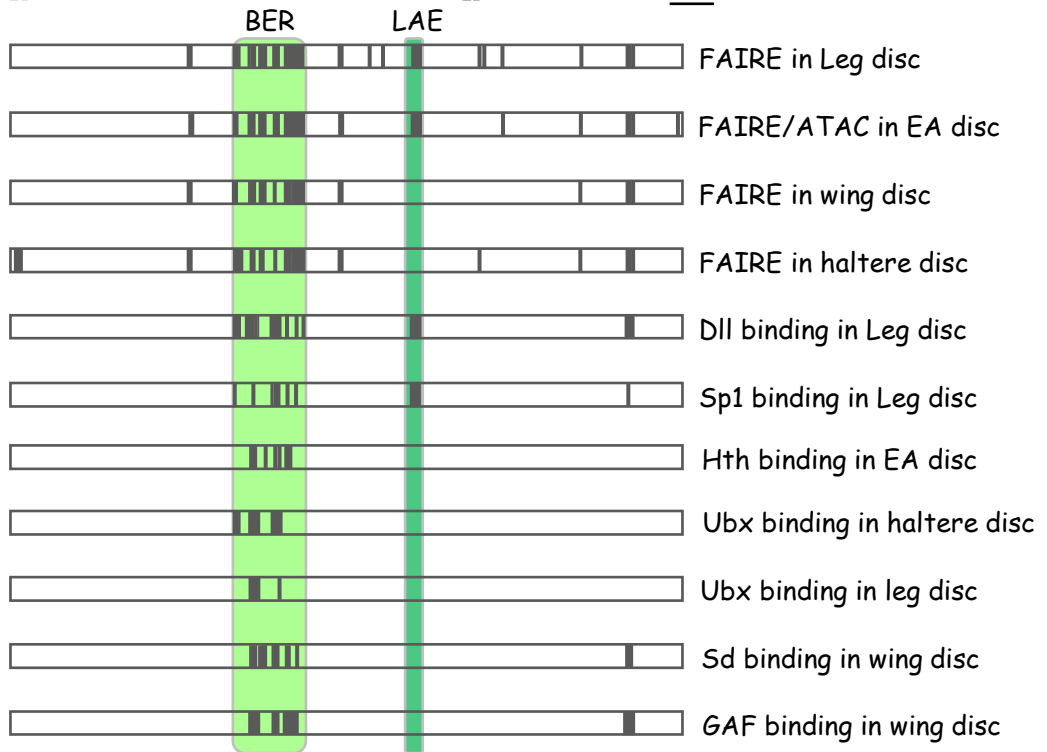 BER LAE
FAIRE in Leg disc
FAIRE/ATAC in EA disc
FAIRE in wing disc
FAIRE in haltere disc
Dll binding in Leg disc
Sp1 binding in Leg disc
Hth binding in EA disc
Ubx binding in haltere disc
Ubx binding in leg disc
Sd binding in wing disc
GAF binding in wing disc